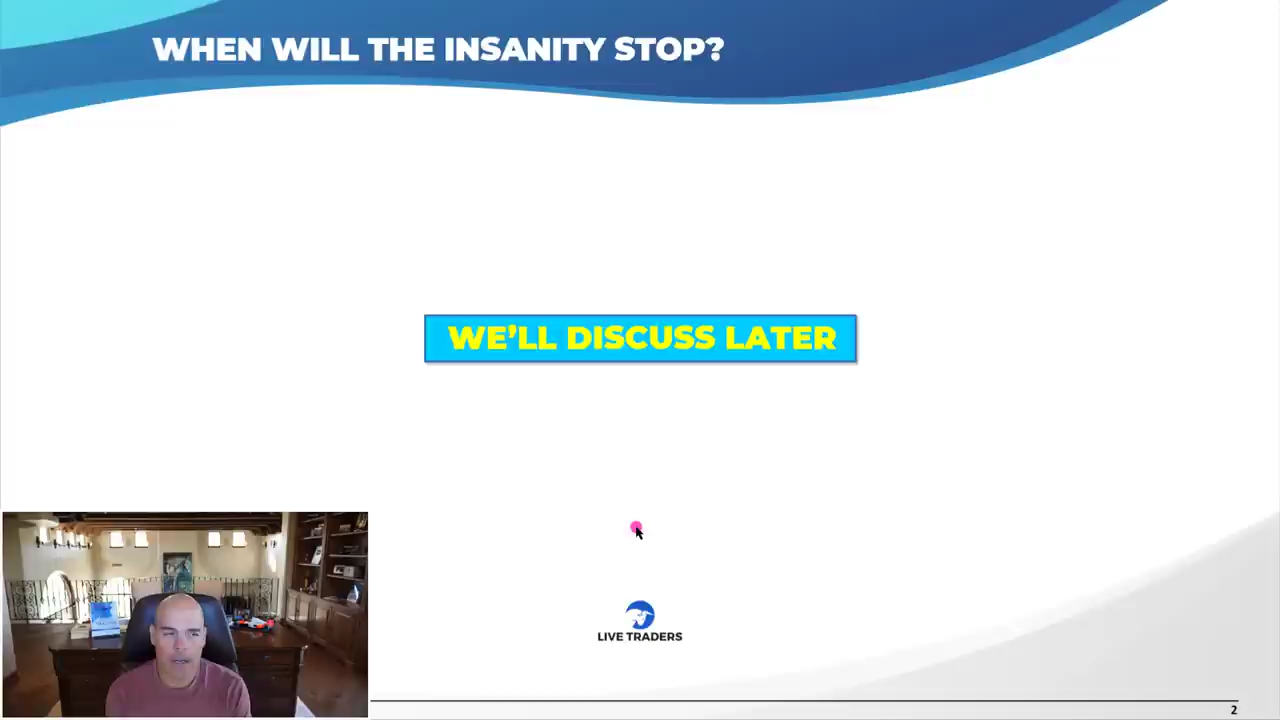 WHEN WILL THE INSANITY STOP?
WE'LL DISCUSS LATER
LIVE TRADERS
2